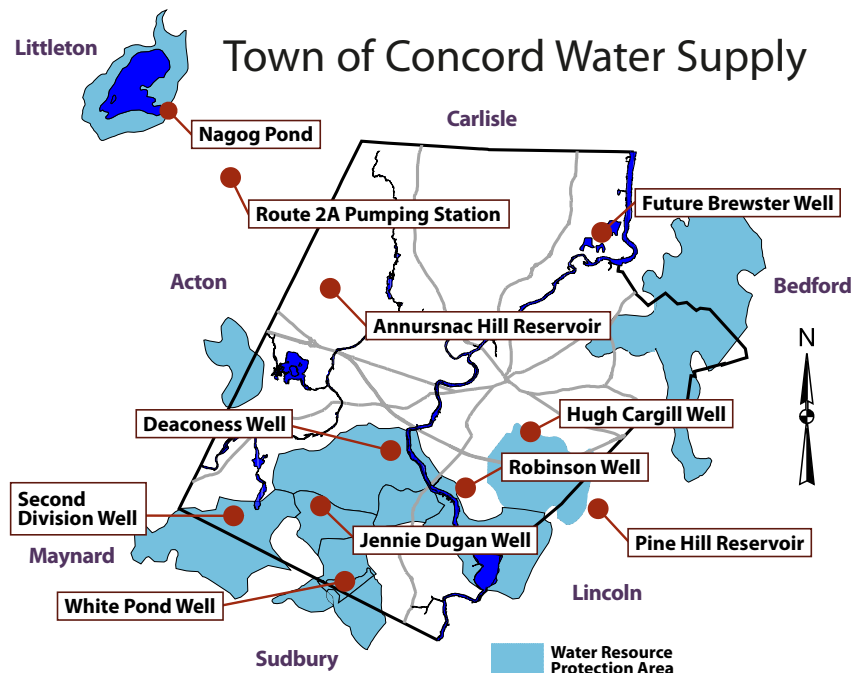 Littleton
Town of Concord Water Supply
Carlisle
Nagog Pond
Route 2A Pumping Station
Future Brewster Well
Acton
Bedford
Annursnac Hill Reservoir
N
Deaconess Well
Hugh Cargill Well
Robinson Well
Second
Division Well
Jennie Dugan Well
Pine Hill Reservoir
Maynard
White Pond Well
Lincoln
Sudbury
Water Resource
Protection Area